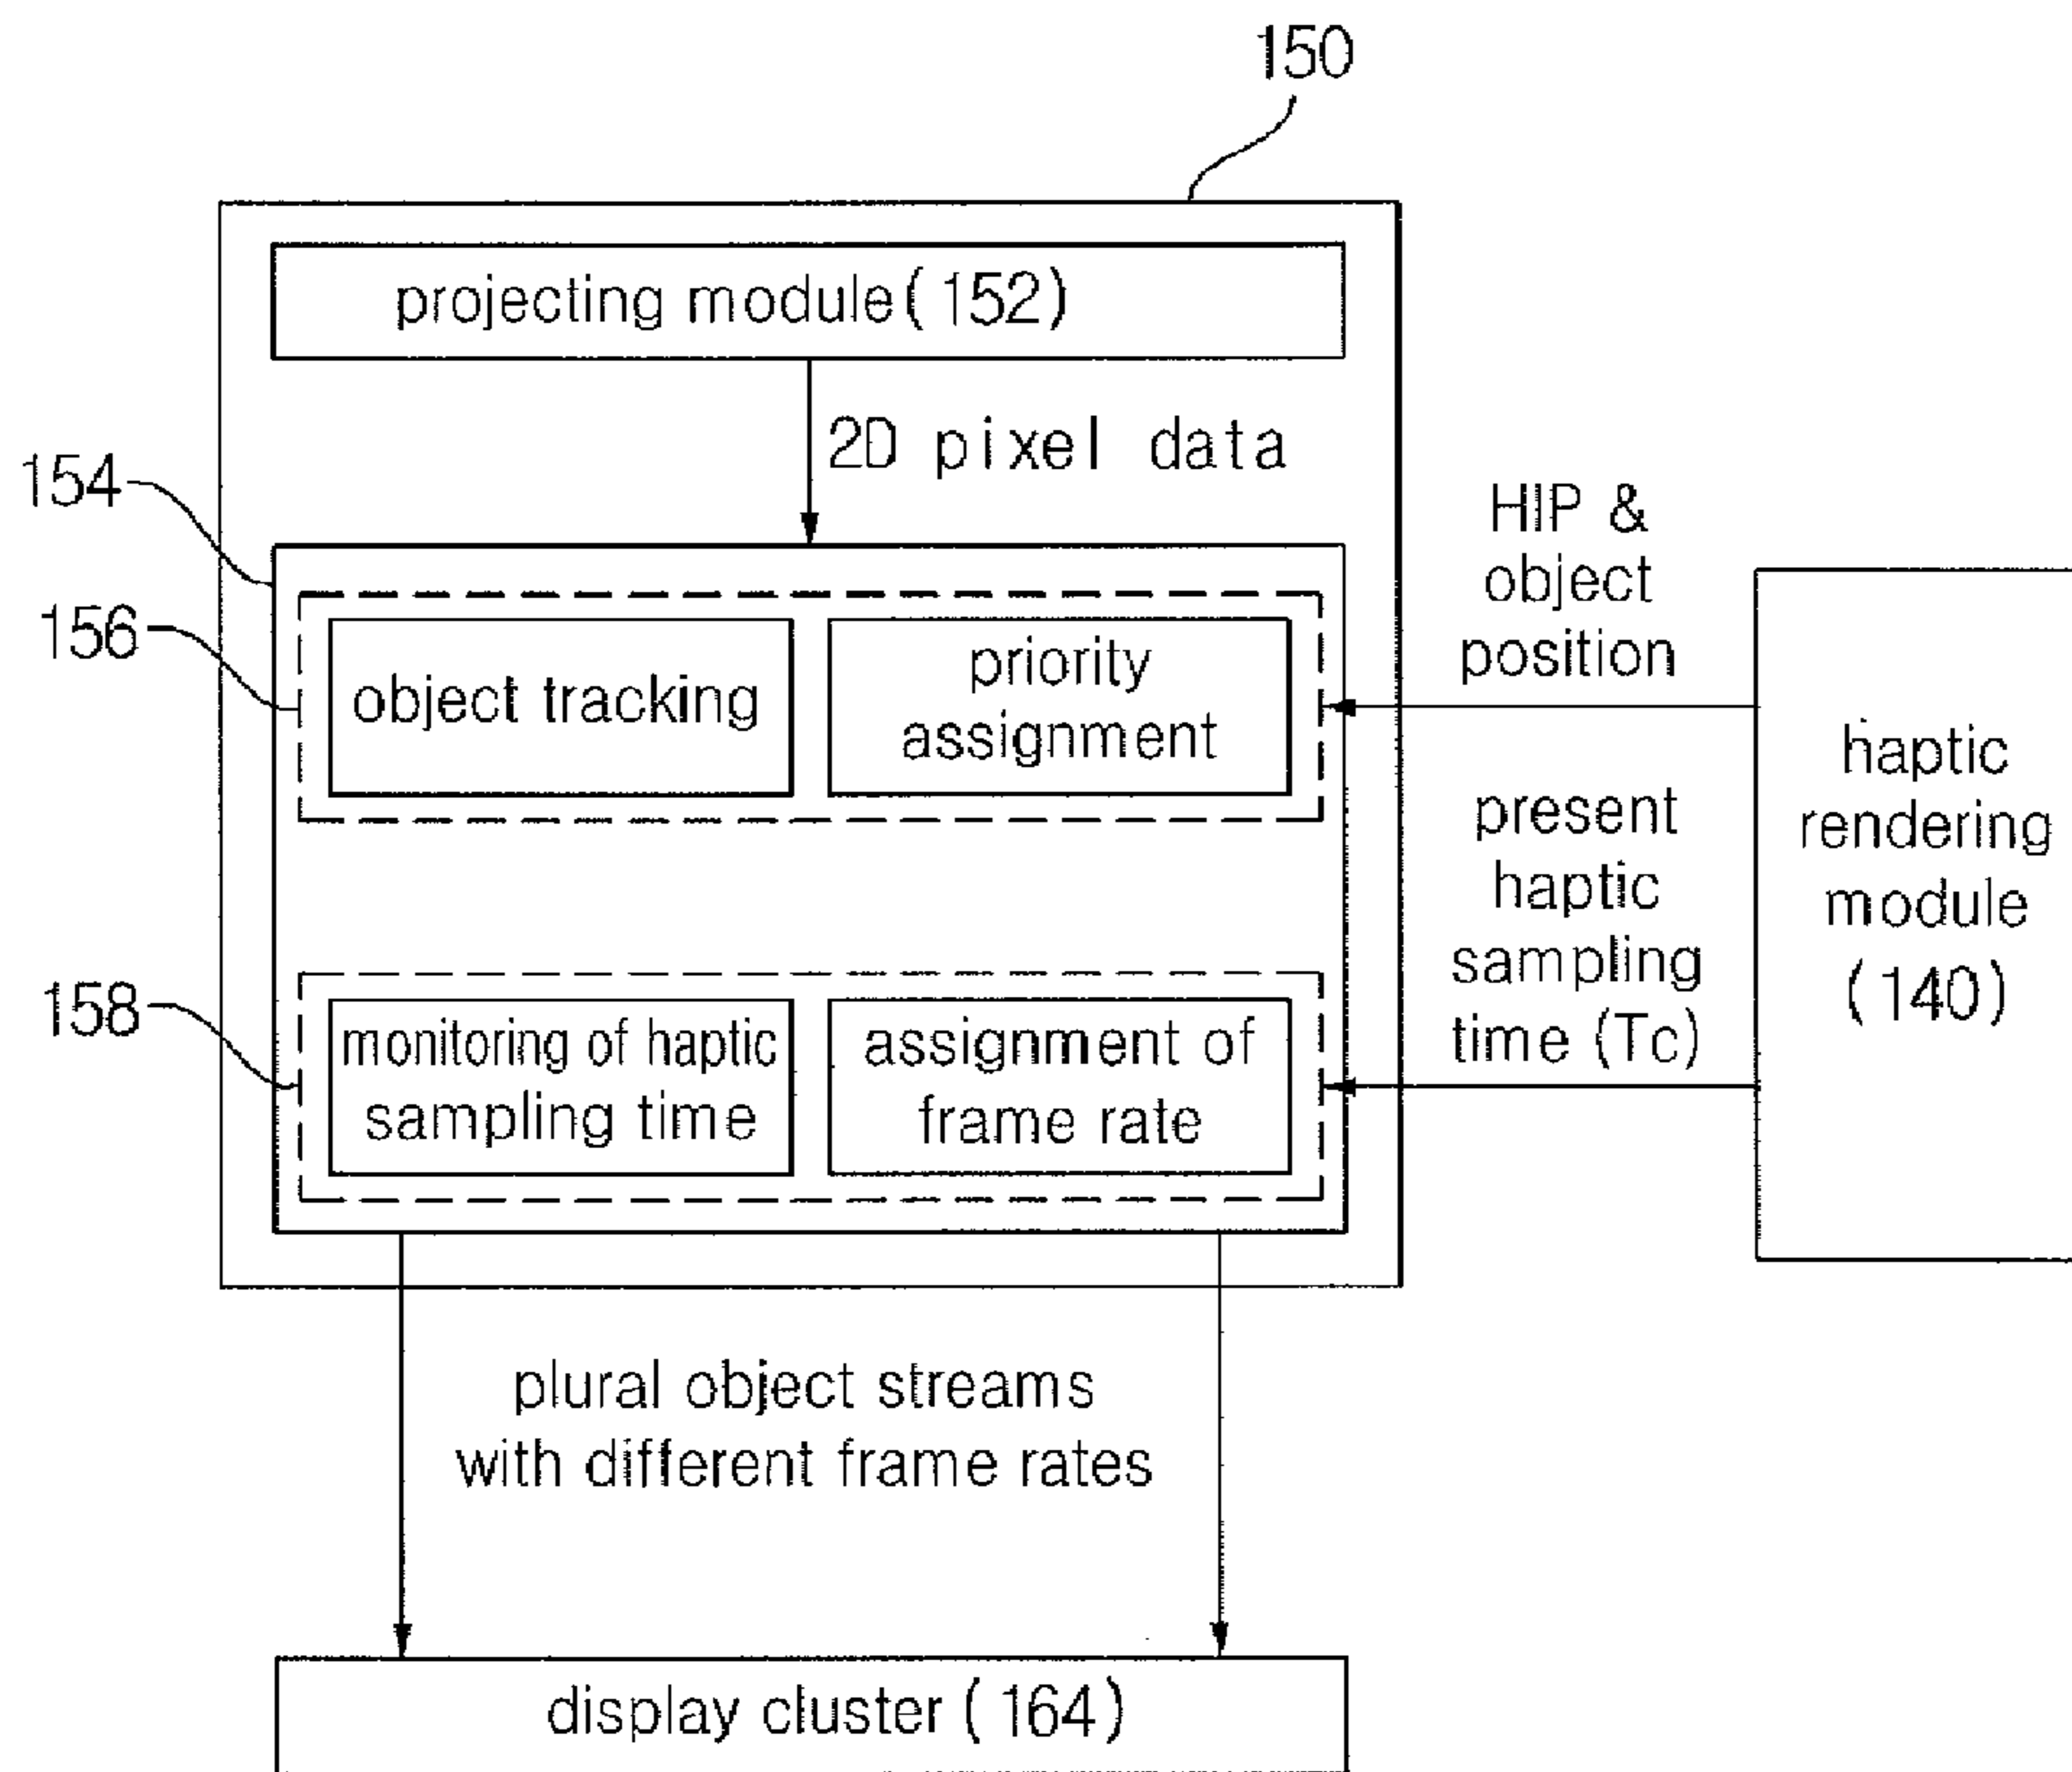 150
projecting module(152)
2D pixel data
154
HIP &
object
position
156
object tracking
priority
assignment
haptic
rendering
module
(140)
present
haptic
sampling
time (Tc)
158
monitoring of haptic
sampling time
assignment of
frame rate
plural object streams
with different frame rates
display cluster (164)